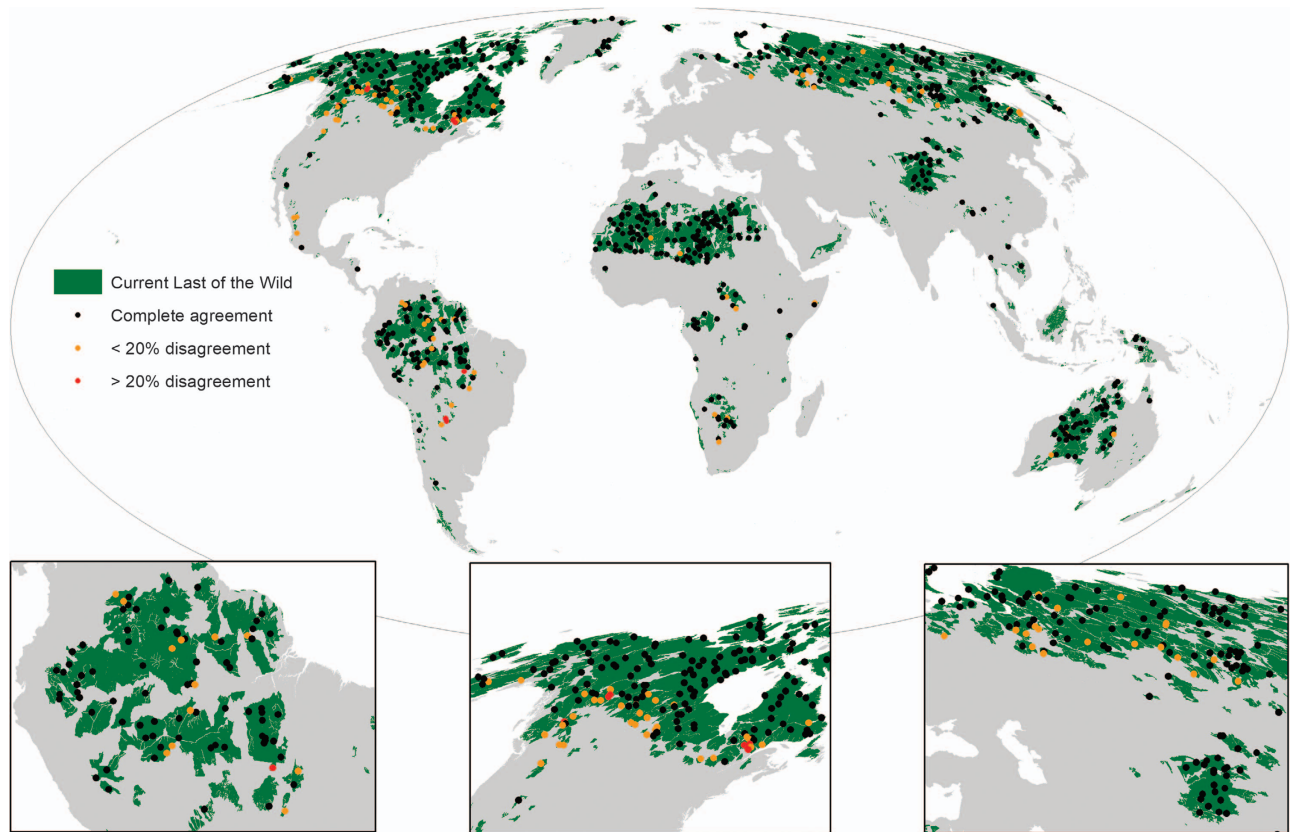 Current Last of the Wild
Complete agreement
< 20% disagreement
> 20% disagreement